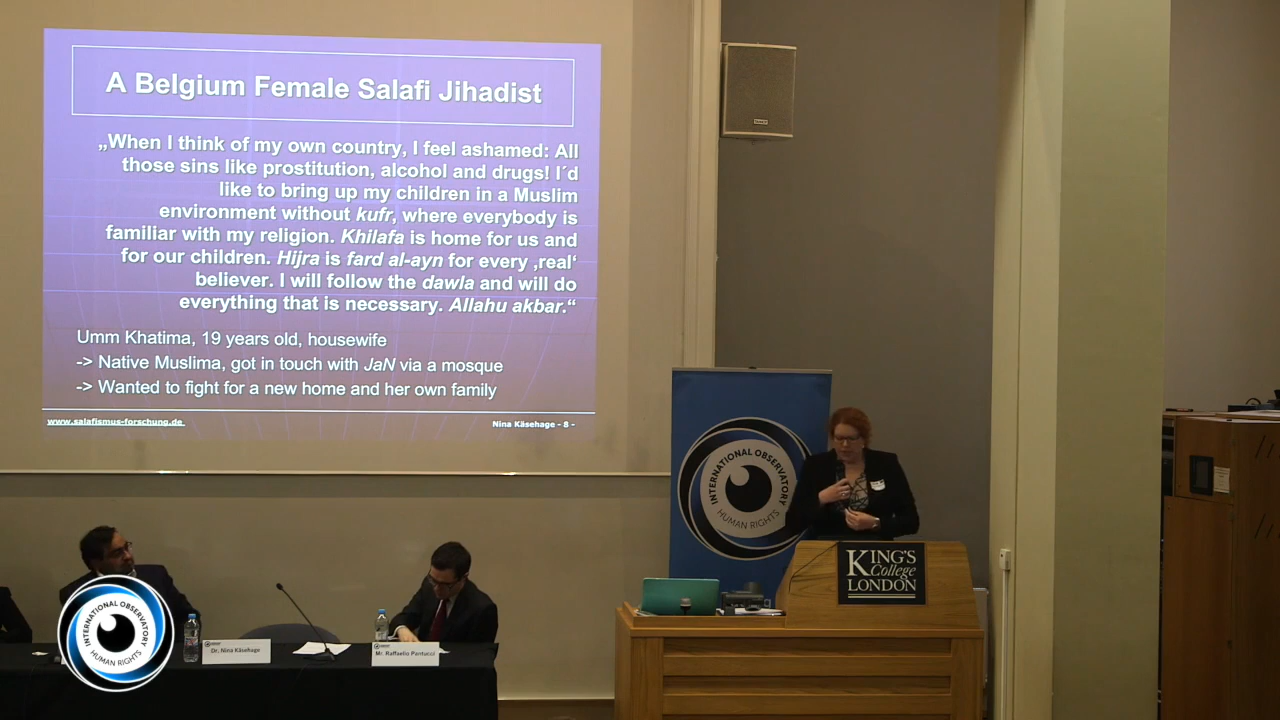 A Belgium Female Salafi Jihadist
„When I think of my own country, I feel ashamed: All
those sins like prostitution, alcohol and drugs! I´d
like to bring up my children in a Muslim
environment without kufr, where everybody is
familiar with my religion. Khilafa is home for us and
for our children. Hijra is fard al-ayn for every ‚real‘
believer. I will follow the dawla and will do
everything that is necessary. Allahu akbar.“
Umm Khatima, 19 years old, housewife
-> Native Muslima, got in touch with JaN via a mosque
-> Wanted to fight for a new home and her own family
www.salafismus-forschung.de
Nina Käsehage - 8 -
INTERNATIONAL OBSERVATORY
HUMAN RIGHTS
KING'S
College
LONDON
Dr. Nina Käsehage
Mr. Raffaello Pantucci
INTERNATIONAL OBSERVATORY
HUMAN RIGHTS